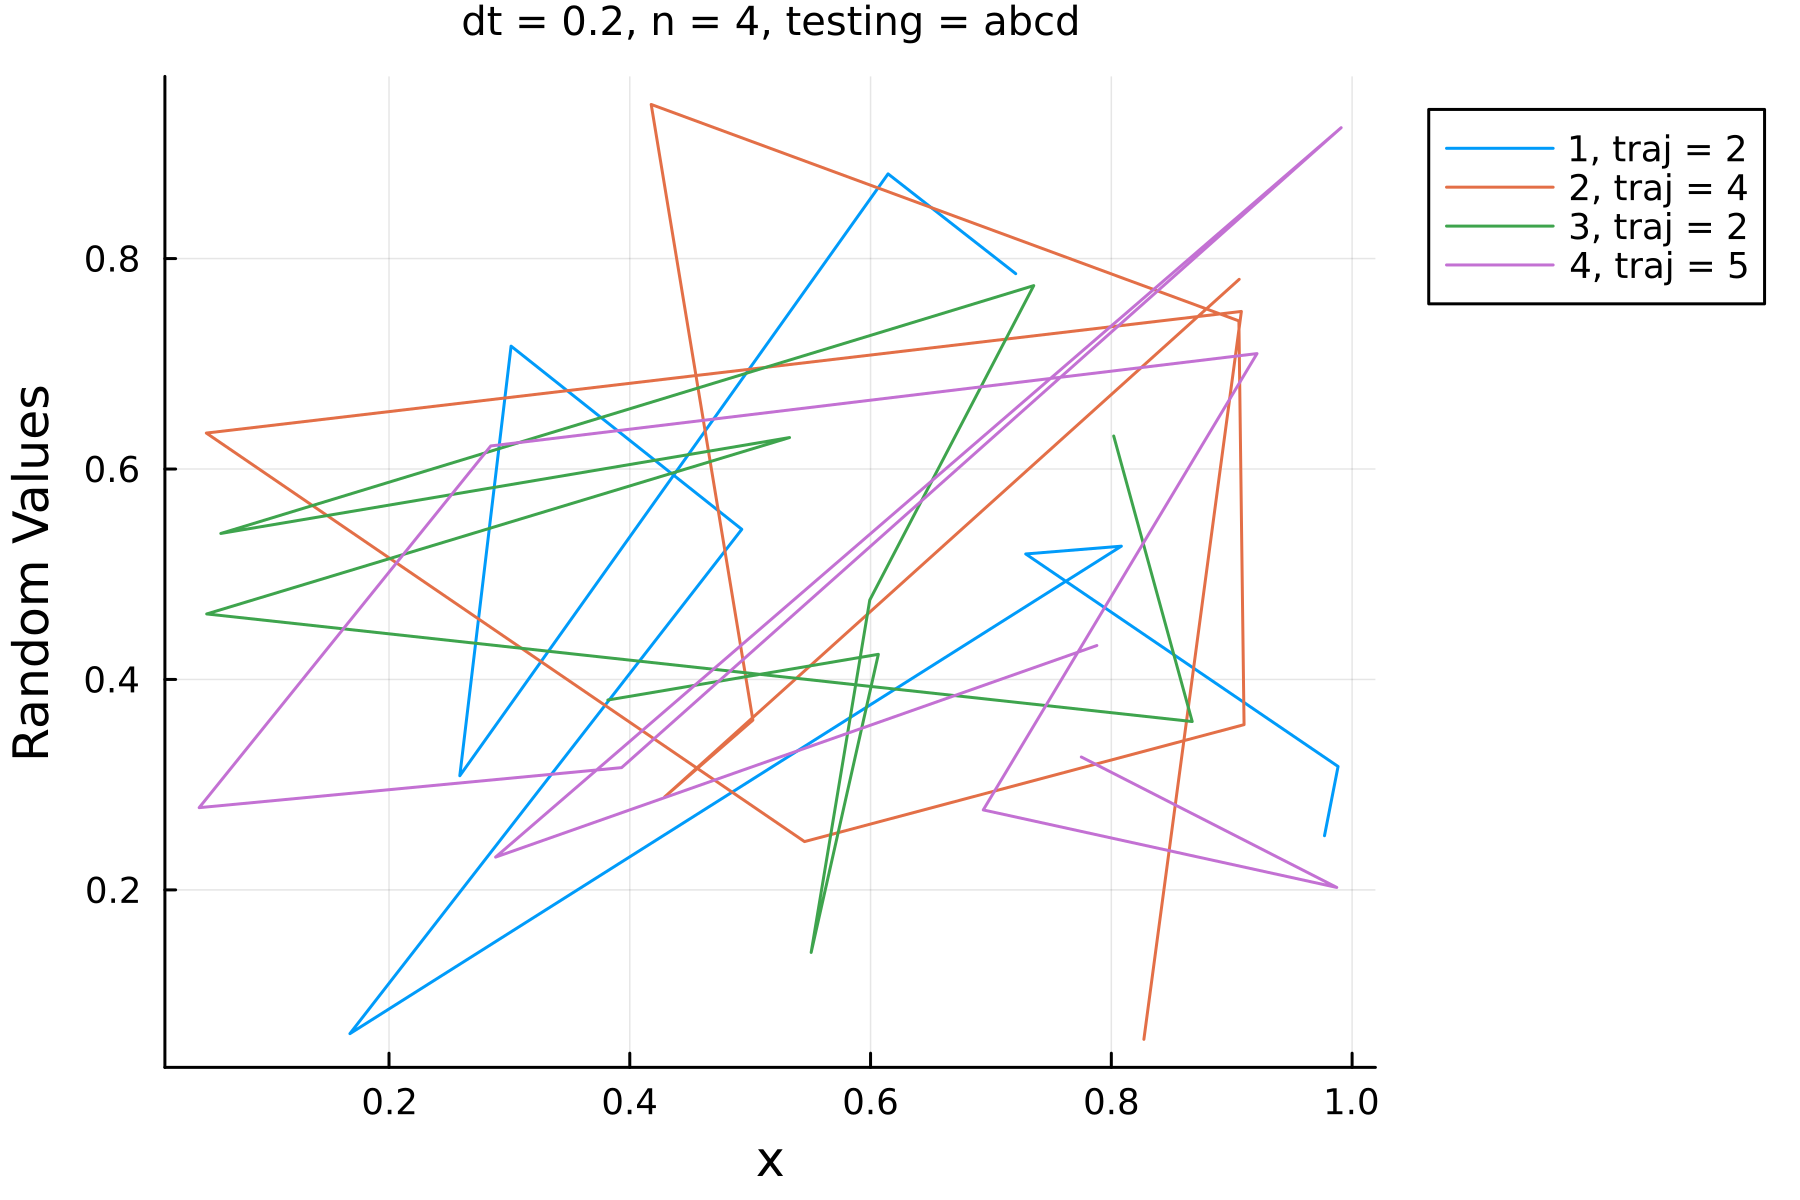 dt = 0.2, n = 4, testing = abcd
1, traj = 2
2, traj = 4
3, traj = 2
4, traj = 5
Random Values
0.8
0.6
0.4
0.2
0.2 0.4 0.6 0.8 1.0
x